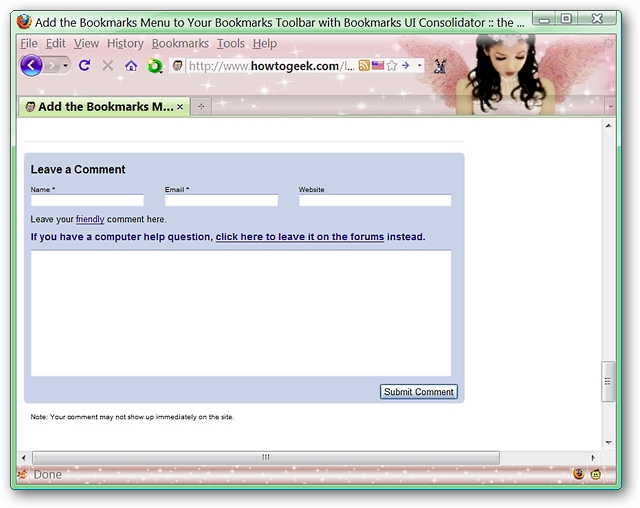 Add the Bookmarks Menu to Your Bookmarks Toolbar with Bookmarks UI Consolidator :: the ...
File Edit View History Bookmarks Tools Help
http://www.howtogeek.com/l...
Add the Bookmarks M...
Leave a Comment
Name * Email * Website
Leave your friendly comment here.
If you have a computer help question, click here to leave it on the forums instead.
Submit Comment
Note: Your comment may not show up immediately on the site.
Done